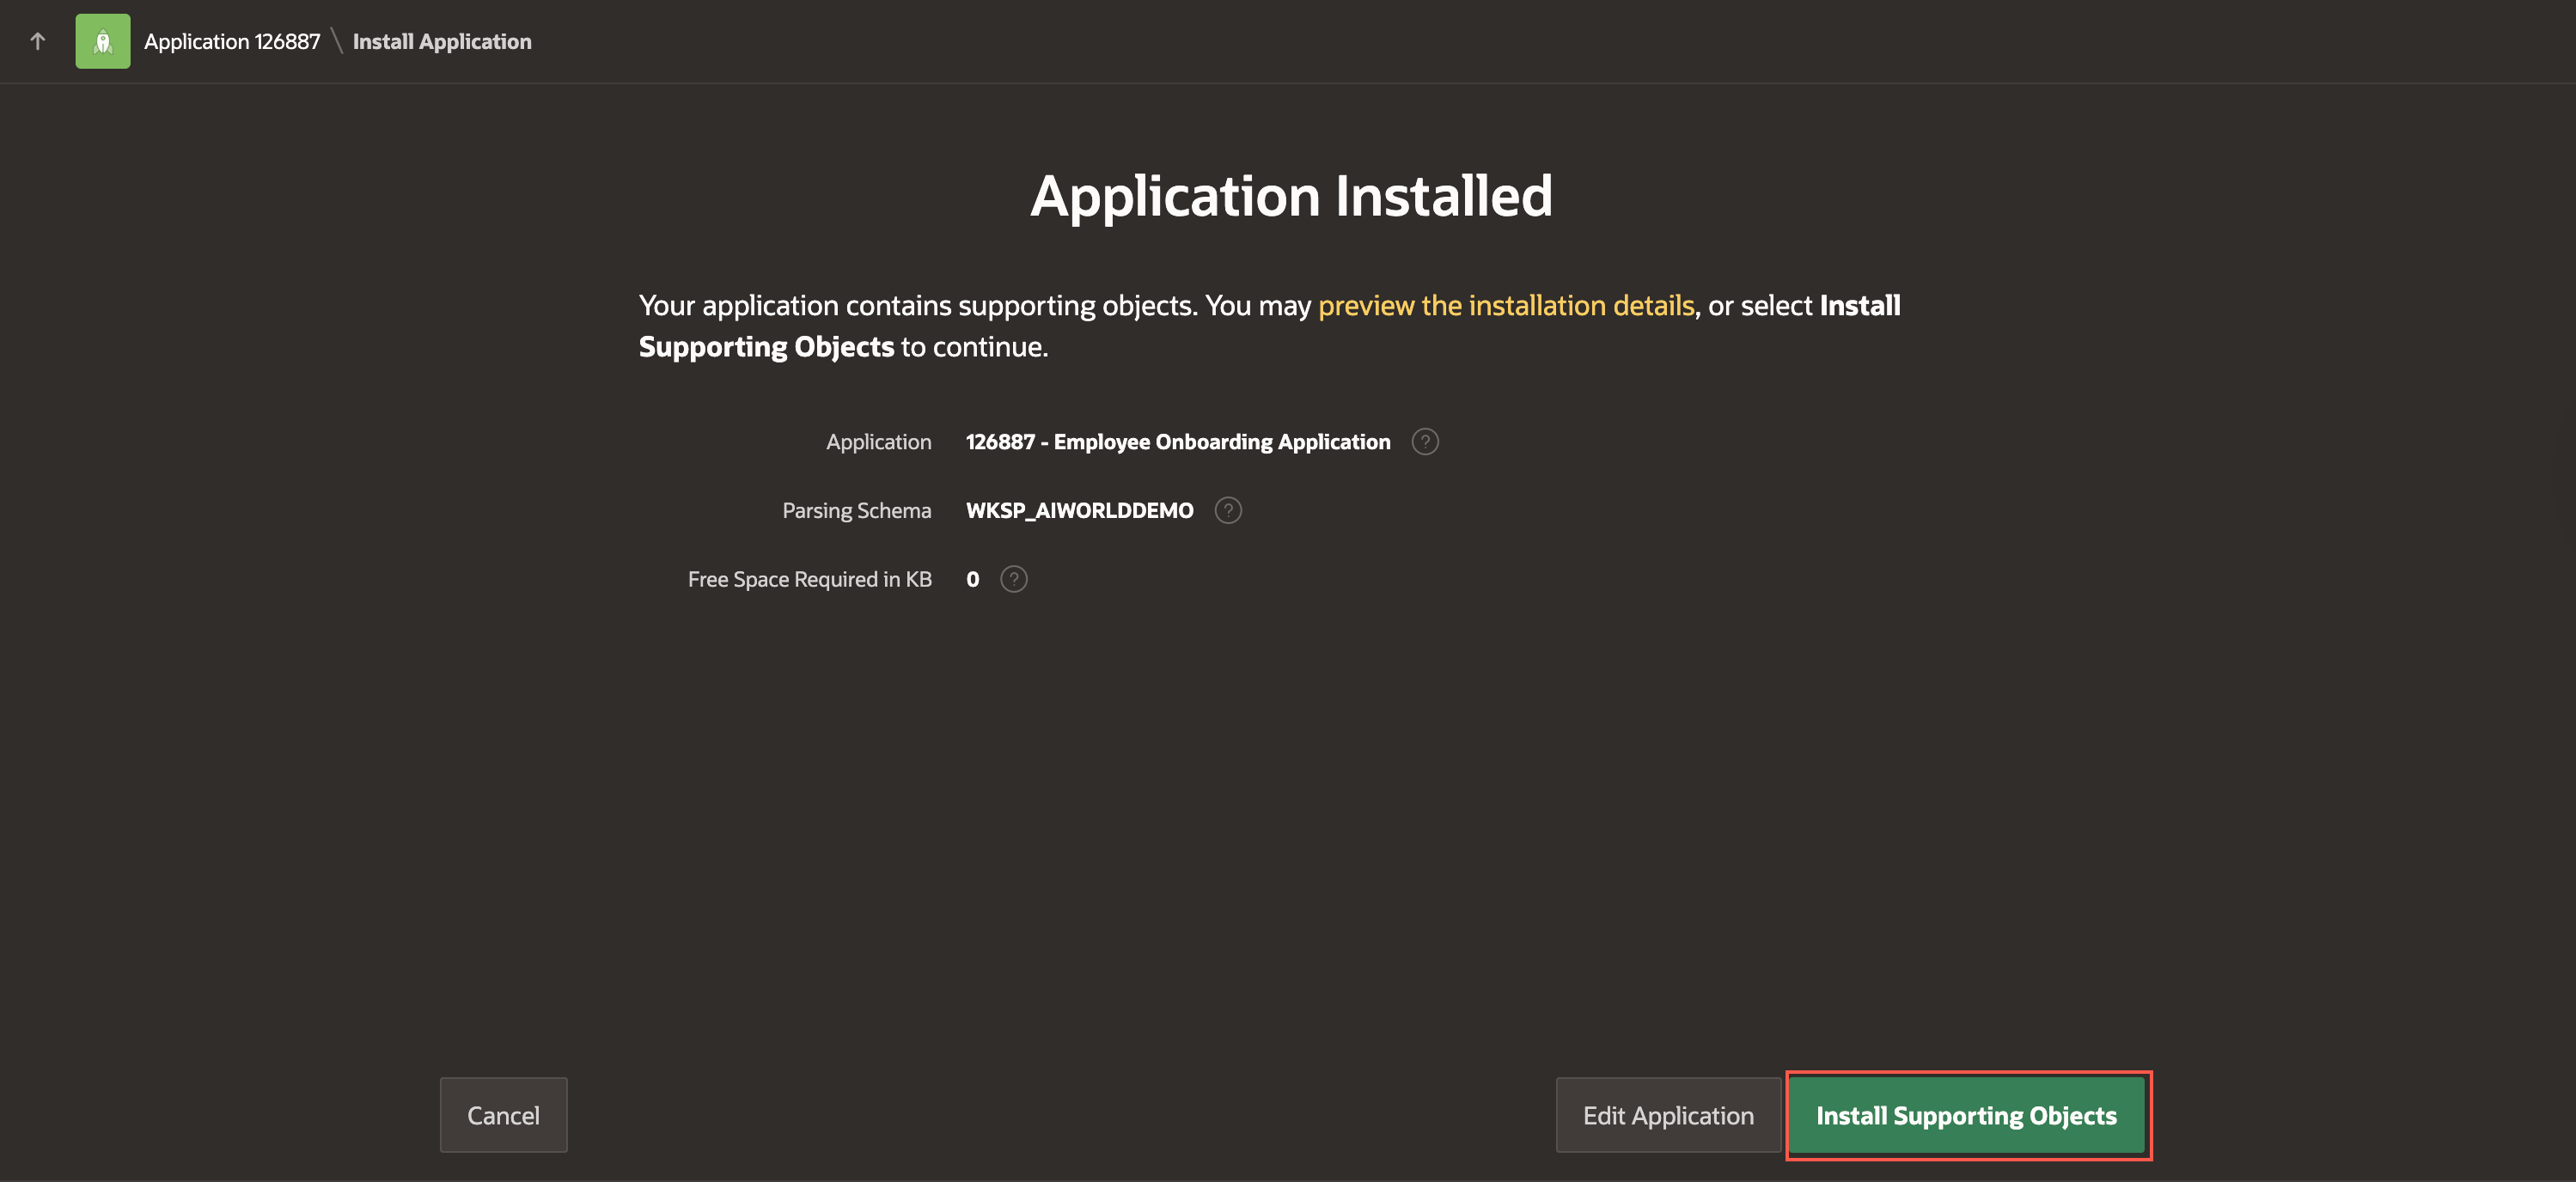 Application 126887 \ Install Application
Application Installed
Your application contains supporting objects. You may preview the installation details, or select Install
Supporting Objects to continue.
Application 126887 - Employee Onboarding Application ?
Parsing Schema WKSP_AIWORLDDEMO ?
Free Space Required in KB 0 ?
Cancel Edit Application Install Supporting Objects